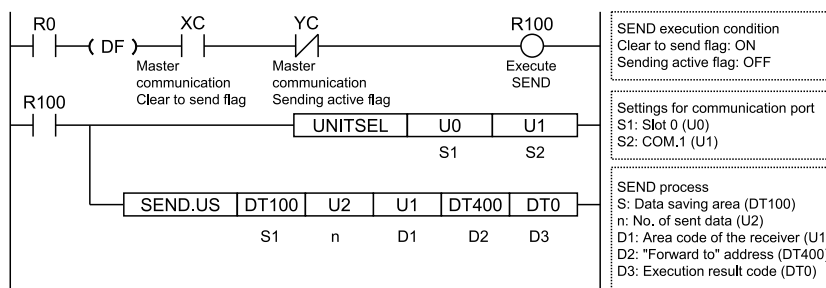 R0
( DF )
XC
YC
R100
Master
communication
Clear to send flag
Master
communication
Sending active flag
Execute
SEND
SEND execution condition
Clear to send flag: ON
Sending active flag: OFF
R100
UNITSEL U0 U1
S1 S2
Settings for communication port
S1: Slot 0 (U0)
S2: COM.1 (U1)
SEND.US DT100 U2 U1 DT400 DT0
S1 n D1 D2 D3
SEND process
S: Data saving area (DT100)
n: No. of sent data (U2)
D1: Area code of the receiver (U1
D2: "Forward to" address (DT400)
D3: Execution result code (DT0)